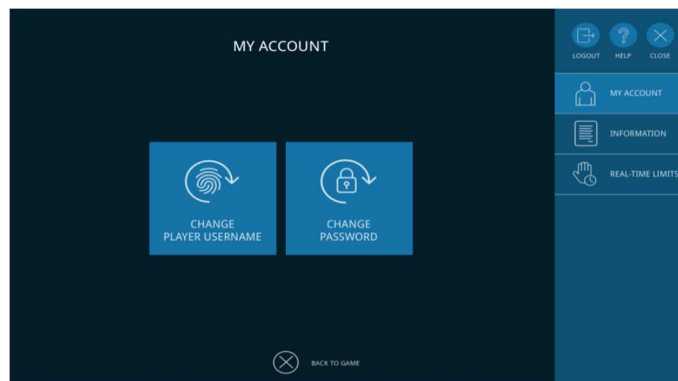 MY ACCOUNT
LOGOUT
HELP
CLOSE
MY ACCOUNT
INFORMATION
REAL-TIME LIMITS
CHANGE
PLAYER USERNAME
CHANGE
PASSWORD
BACK TO GAME